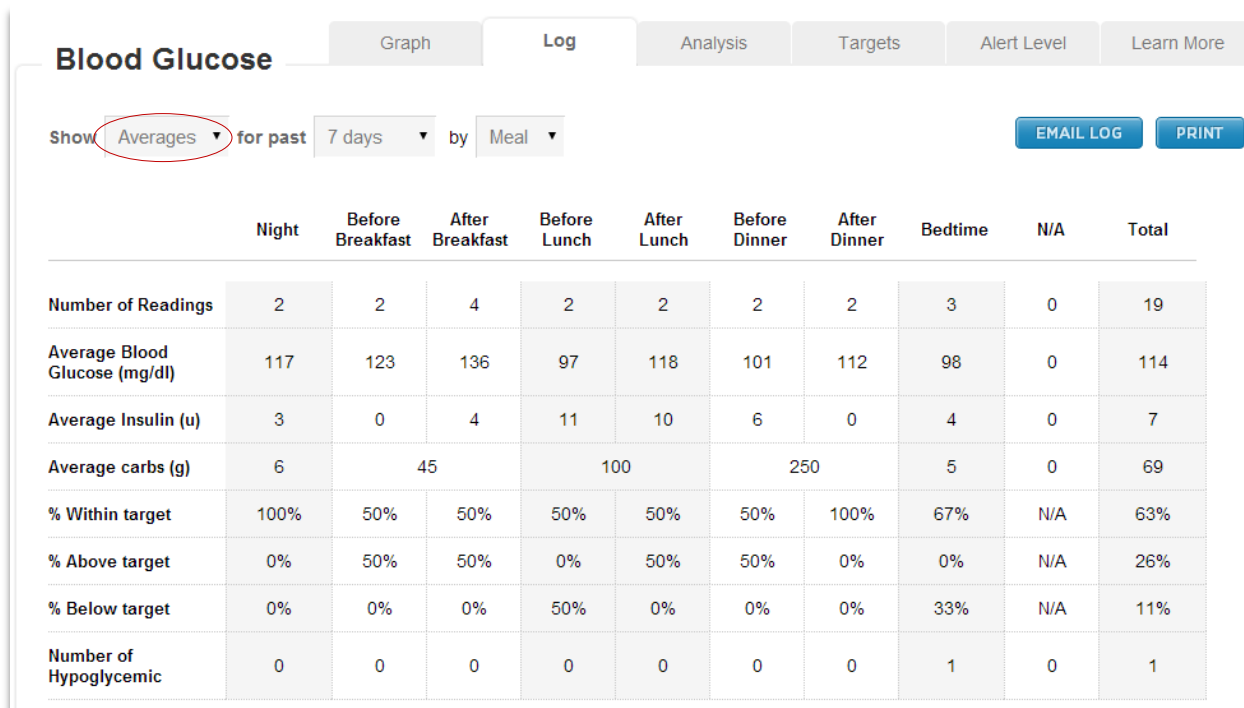 Blood Glucose
Graph Log Analysis Targets Alert Level Learn More
Show Averages for past 7 days by Meal EMAIL LOG PRINT
Night Before Breakfast After Breakfast Before Lunch After Lunch Before Dinner After Dinner Bedtime N/A Total
Number of Readings 2 2 4 2 2 2 2 3 0 19
Average Blood Glucose (mg/dl) 117 123 136 97 118 101 112 98 0 114
Average Insulin (u) 3 0 4 11 10 6 0 4 0 7
Average carbs (g) 6 45 100 250 5 0 69
% Within target 100% 50% 50% 50% 50% 50% 100% 67% N/A 63%
% Above target 0% 50% 50% 0% 50% 50% 0% 0% N/A 26%
% Below target 0% 0% 0% 50% 0% 0% 0% 33% N/A 11%
Number of Hypoglycemic 0 0 0 0 0 0 0 1 0 1